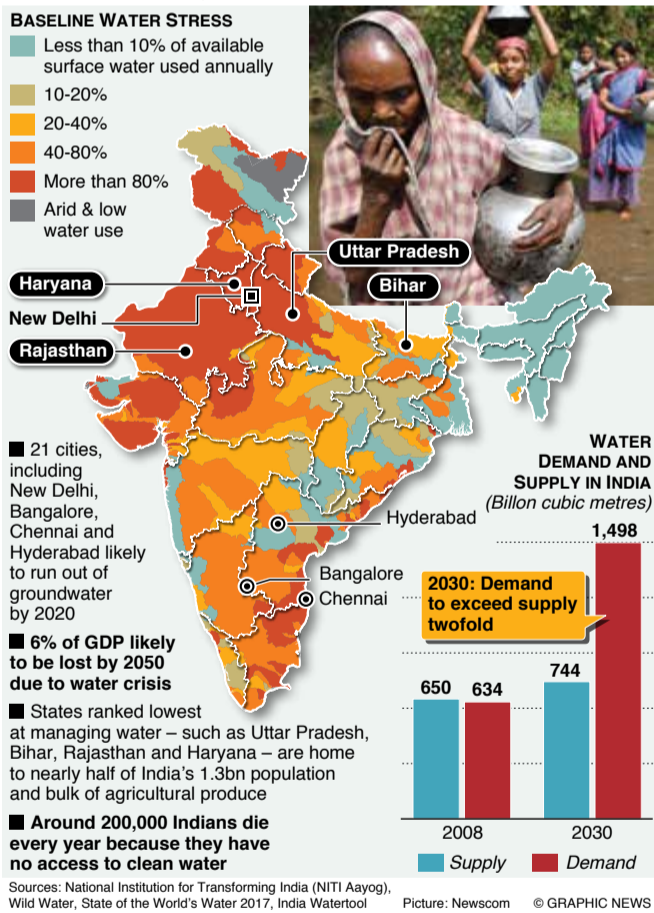 BASELINE WATER STRESS
Less than 10% of available
surface water used annually
10-20%
20-40%
40-80%
More than 80%
Arid & low
water use
Uttar Pradesh
Haryana
Bihar
New Delhi
Rajasthan
Hyderabad
Bangalore
Chennai
■ 21 cities,
including
New Delhi,
Bangalore,
Chennai and
Hyderabad likely
to run out of
groundwater
by 2020
■ 6% of GDP likely
to be lost by 2050
due to water crisis
■ States ranked lowest
at managing water – such as Uttar Pradesh,
Bihar, Rajasthan and Haryana – are home
to nearly half of India's 1.3bn population
and bulk of agricultural produce
■ Around 200,000 Indians die
every year because they have
no access to clean water
WATER
DEMAND AND
SUPPLY IN INDIA
(Billon cubic metres)
1,498
2030: Demand
to exceed supply
twofold
650
634
744
2008
2030
Supply
Demand
Sources: National Institution for Transforming India (NITI Aayog),
Wild Water, State of the World's Water 2017, India Watertool
Picture: Newscom
© GRAPHIC NEWS